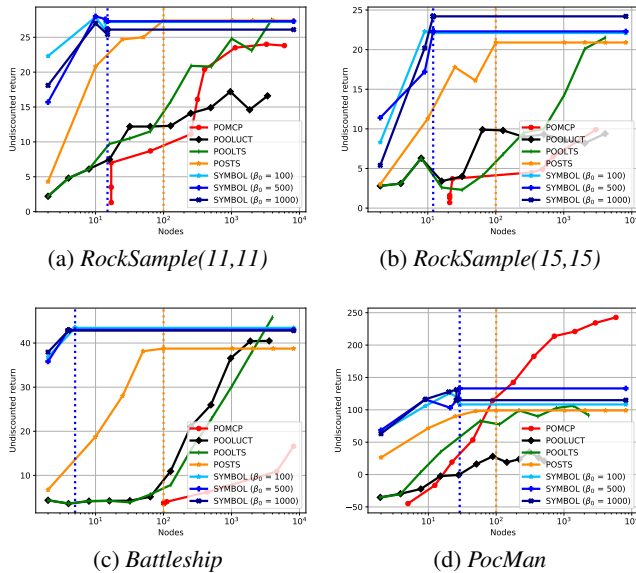 25
20
15
10
5
0
Undiscounted return
10¹
10²
10³
Nodes
POMCP
POOLUCT
POOLTS
POSTS
SYMBOL (β₀ = 100)
SYMBOL (β₀ = 500)
SYMBOL (β₀ = 1000)
(a) RockSample(11,11)
25
20
15
10
5
0
Undiscounted return
10¹
10²
10³
Nodes
POMCP
POOLUCT
POOLTS
POSTS
SYMBOL (β₀ = 100)
SYMBOL (β₀ = 500)
SYMBOL (β₀ = 1000)
(b) RockSample(15,15)
40
30
20
10
Undiscounted return
10¹
10²
10³
Nodes
POMCP
POOLUCT
POOLTS
POSTS
SYMBOL (β₀ = 100)
SYMBOL (β₀ = 500)
SYMBOL (β₀ = 1000)
(c) Battleship
250
200
150
100
50
0
−50
Undiscounted return
10¹
10²
10³
Nodes
POMCP
POOLUCT
POOLTS
POSTS
SYMBOL (β₀ = 100)
SYMBOL (β₀ = 500)
SYMBOL (β₀ = 1000)
(d) PocMan